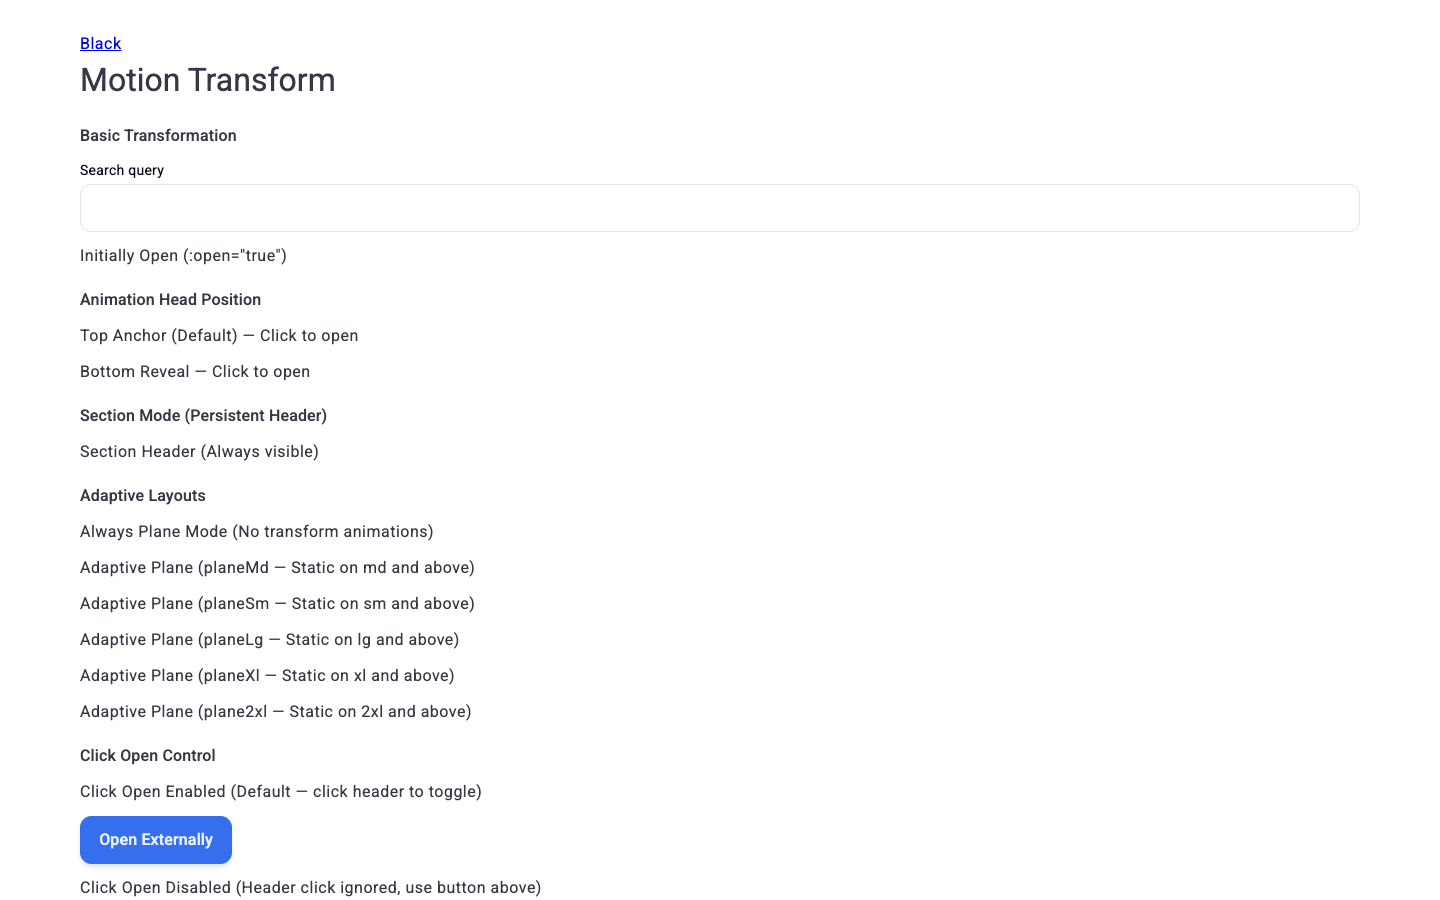 Black
Motion Transform
Basic Transformation
Search query
Initially Open (:open="true")
Animation Head Position
Top Anchor (Default) — Click to open
Bottom Reveal — Click to open
Section Mode (Persistent Header)
Section Header (Always visible)
Adaptive Layouts
Always Plane Mode (No transform animations)
Adaptive Plane (planeMd — Static on md and above)
Adaptive Plane (planeSm — Static on sm and above)
Adaptive Plane (planeLg — Static on lg and above)
Adaptive Plane (planeXl — Static on xl and above)
Adaptive Plane (plane2xl — Static on 2xl and above)
Click Open Control
Click Open Enabled (Default — click header to toggle)
Open Externally
Click Open Disabled (Header click ignored, use button above)